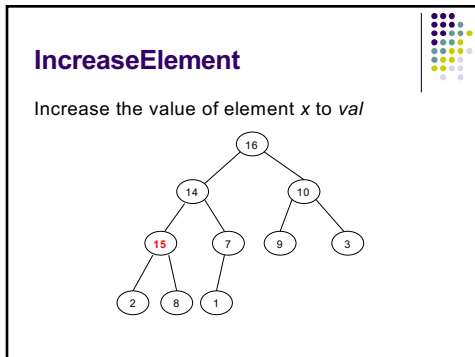 IncreaseElement
Increase the value of element x to val
16
14 10
15 7 9 3
2 8 1